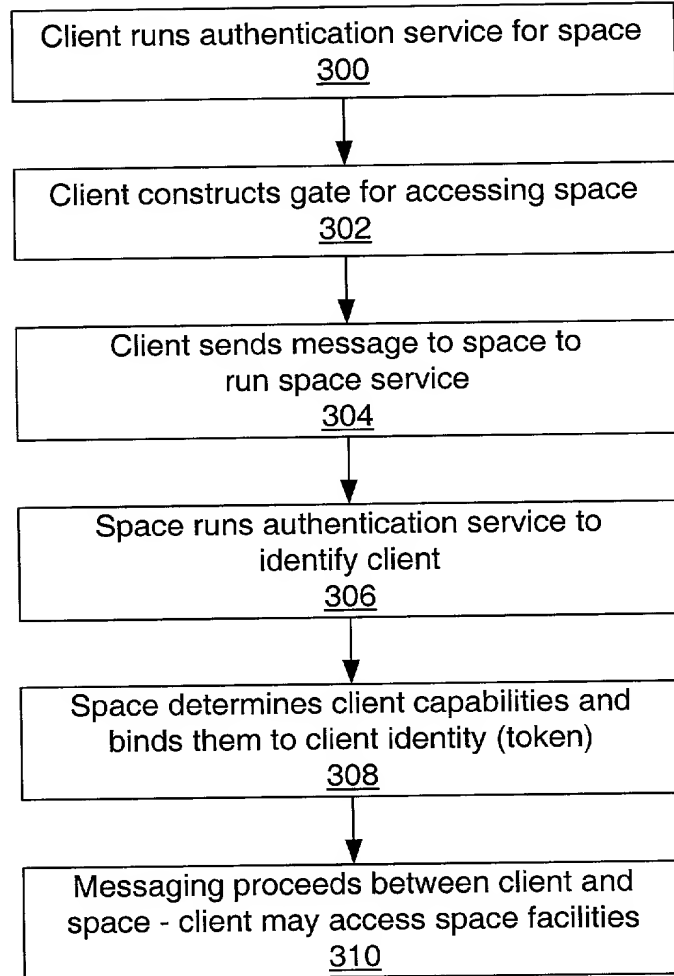 Client runs authentication service for space
300
Client constructs gate for accessing space
302
Client sends message to space to
run space service
304
Space runs authentication service to
identify client
306
Space determines client capabilities and
binds them to client identity (token)
308
Messaging proceeds between client and
space - client may access space facilities
310